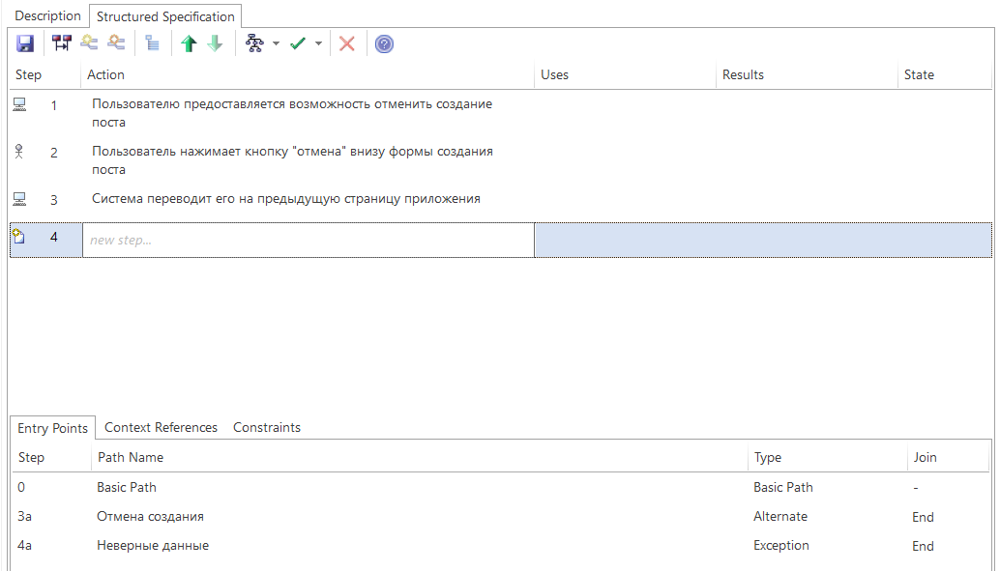 Description Structured Specification
Step Action Uses Results State
1 Пользователю предоставляется возможность отменить создание
поста
2 Пользователь нажимает кнопку "отмена" внизу формы создания
поста
3 Система переводит его на предыдущую страницу приложения
4 new step...
Entry Points Context References Constraints
Step Path Name Type Join
0 Basic Path Basic Path -
3a Отмена создания Alternate End
4a Неверные данные Exception End